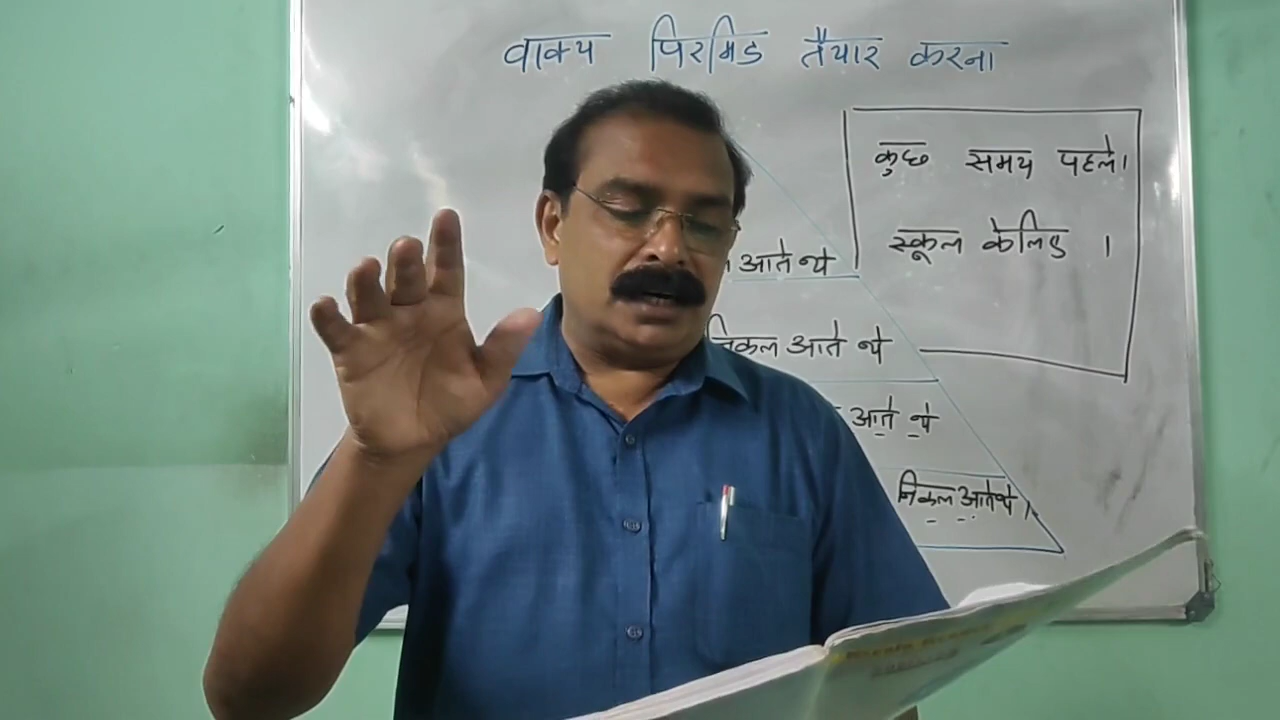 वाक्य पिरमिड तैयार करना
कुछ समय पहले।
स्कूल केलिए ।
आते थे
निकल आते थे
आते थे
निकल आतेथे।